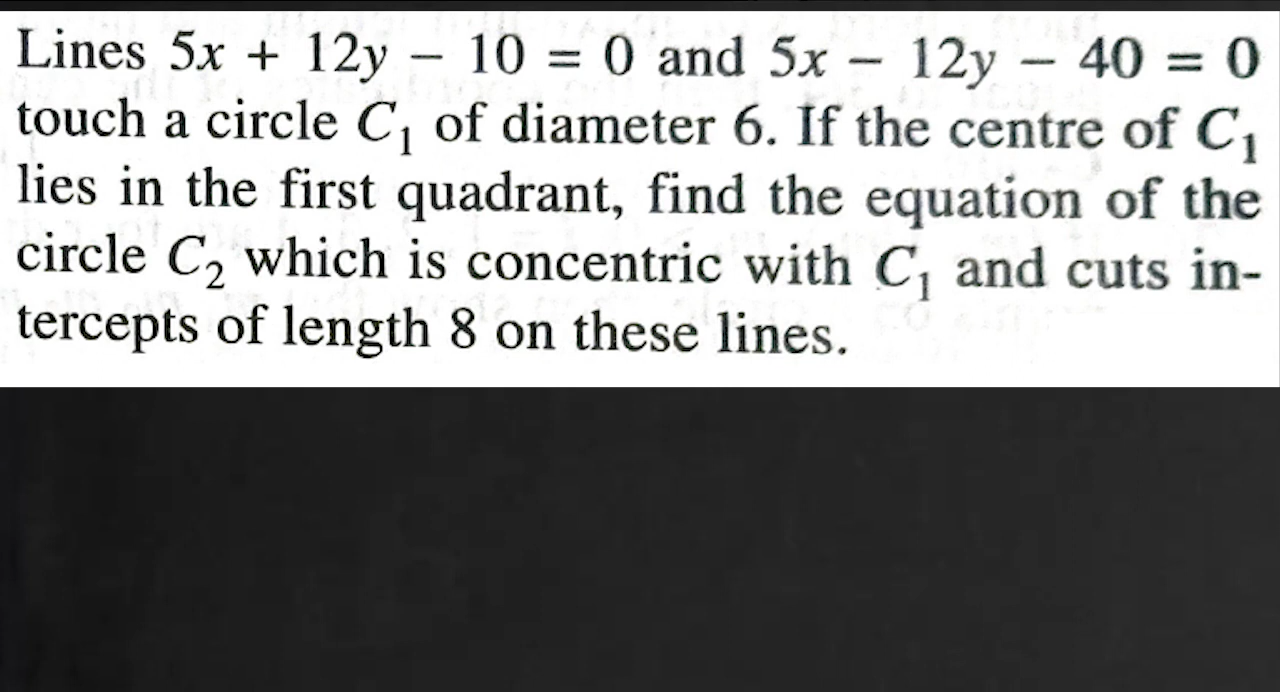 Lines 5x + 12y – 10 = 0 and 5x – 12y – 40 = 0
touch a circle C₁ of diameter 6. If the centre of C₁
lies in the first quadrant, find the equation of the
circle C₂ which is concentric with C₁ and cuts in-
tercepts of length 8 on these lines.